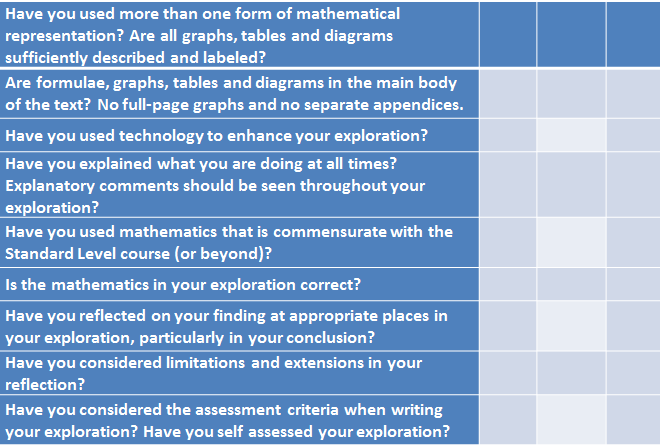 Have you used more than one form of mathematical
representation? Are all graphs, tables and diagrams
sufficiently described and labeled?
Are formulae, graphs, tables and diagrams in the main body
of the text? No full-page graphs and no separate appendices.
Have you used technology to enhance your exploration?
Have you explained what you are doing at all times?
Explanatory comments should be seen throughout your
exploration?
Have you used mathematics that is commensurate with the
Standard Level course (or beyond)?
Is the mathematics in your exploration correct?
Have you reflected on your finding at appropriate places in
your exploration, particularly in your conclusion?
Have you considered limitations and extensions in your
reflection?
Have you considered the assessment criteria when writing
your exploration? Have you self assessed your exploration?